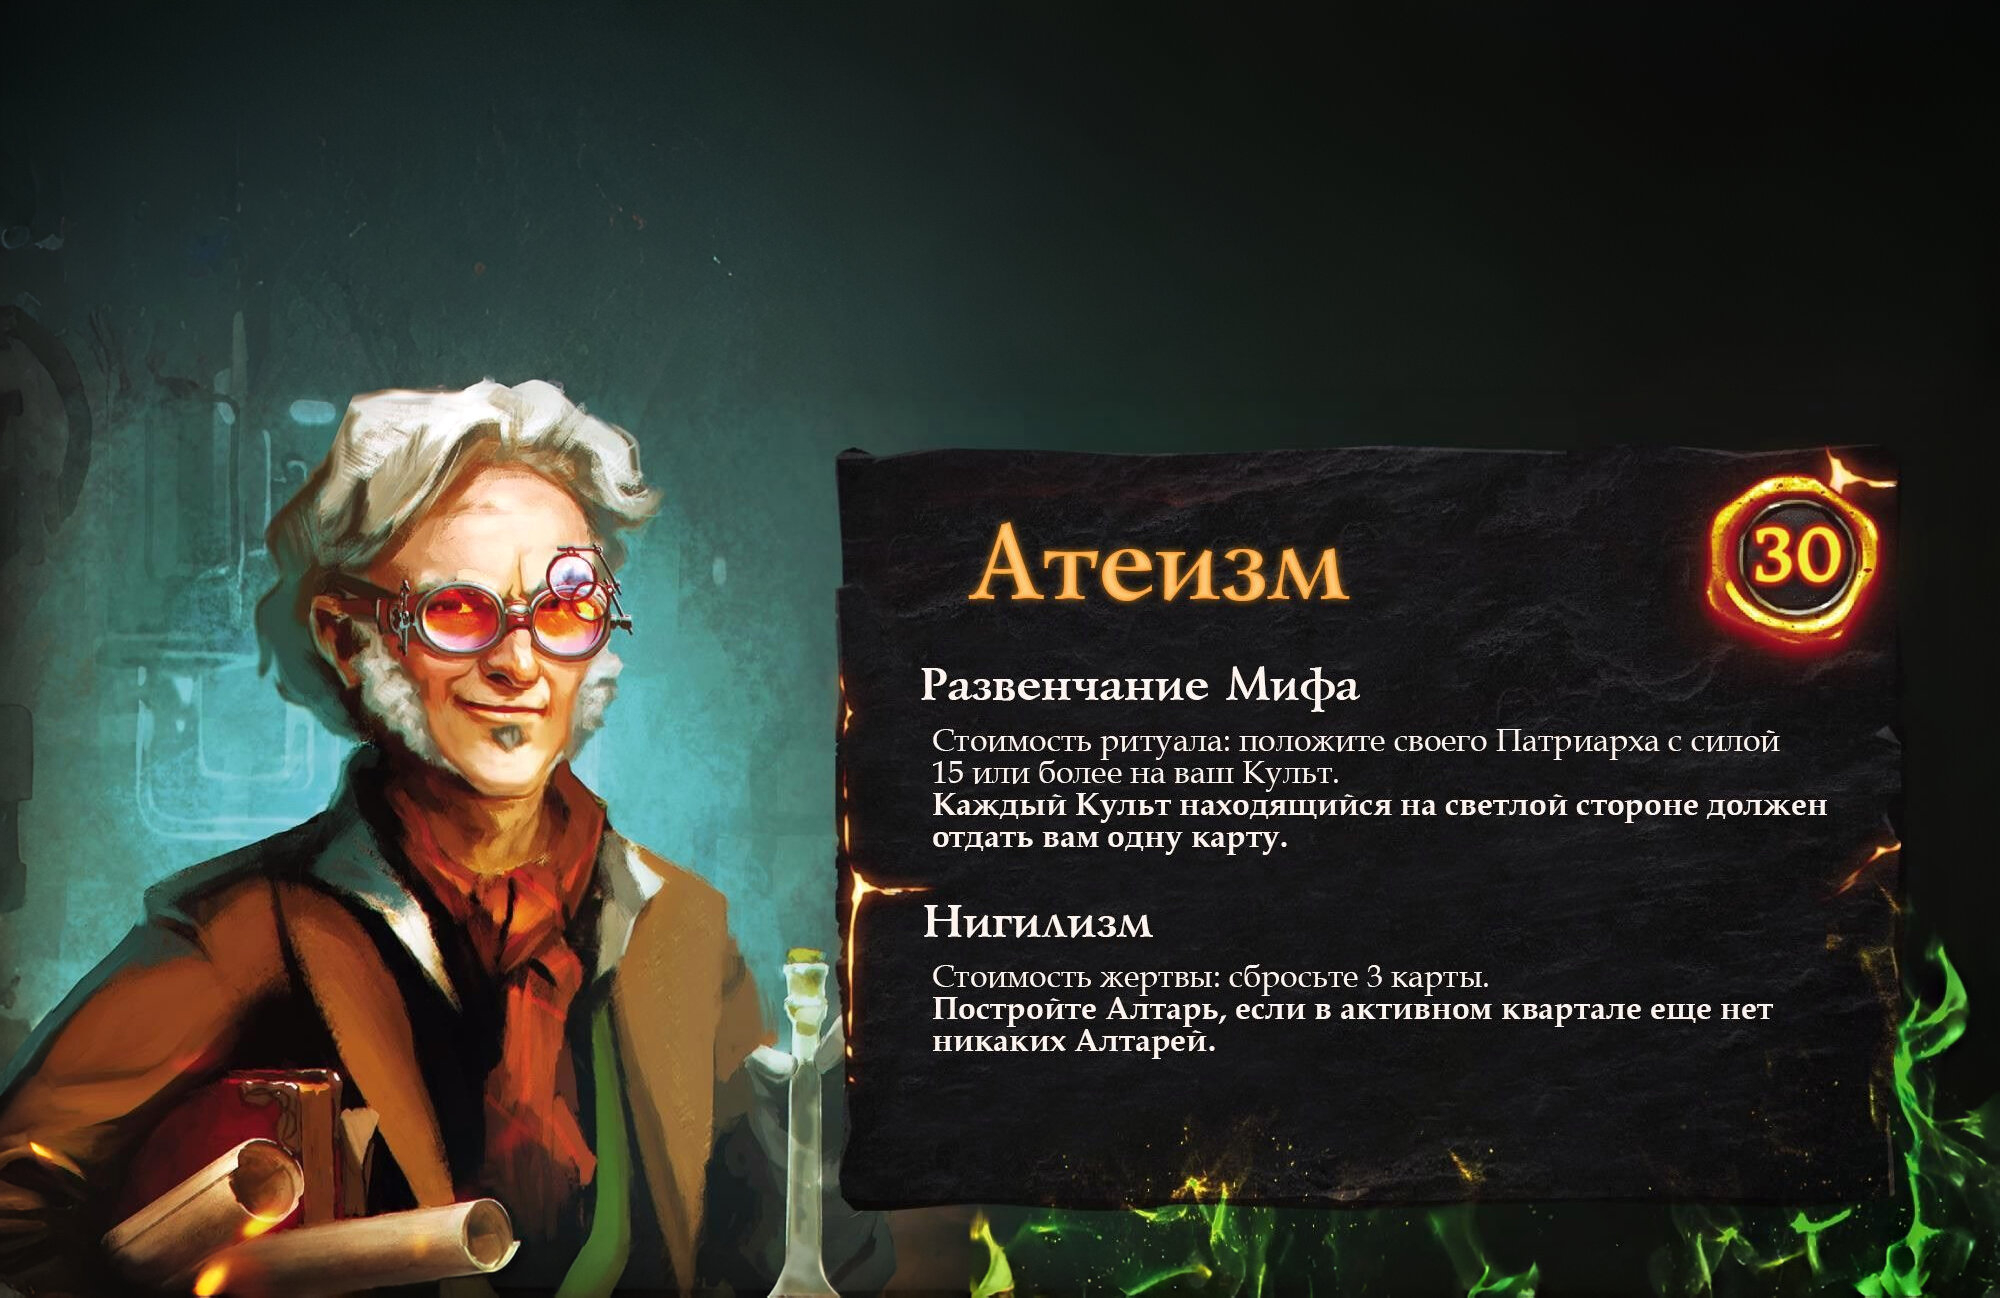 Атеизм
30
Развенчание Мифа
Стоимость ритуала: положите своего Патриарха с силой
15 или более на ваш Культ.
Каждый Культ находящийся на светлой стороне должен
отдать вам одну карту.
Нигилизм
Стоимость жертвы: сбросьте 3 карты.
Постройте Алтарь, если в активном квартале еще нет
никаких Алтарей.